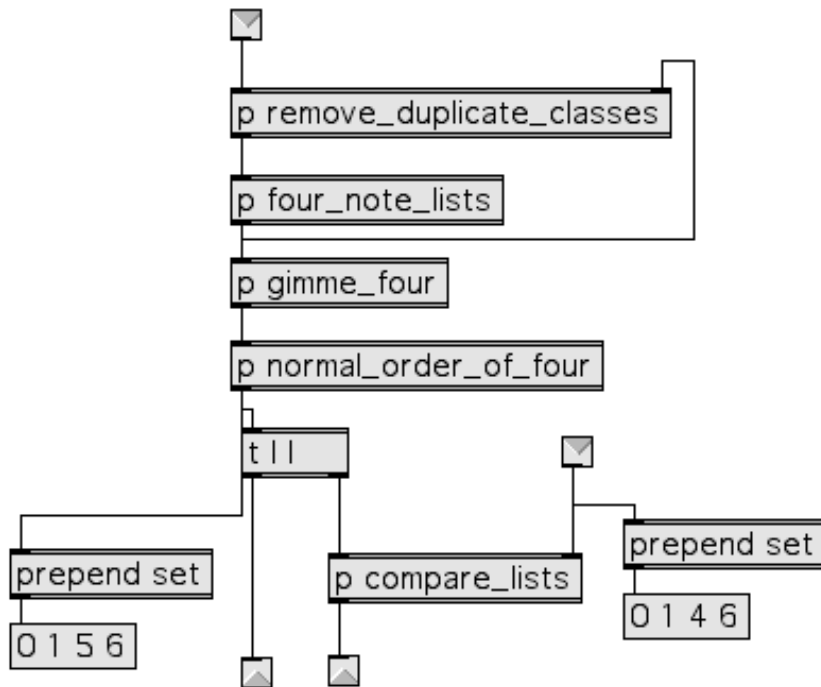 p remove_duplicate_classes
p four_note_lists
p gimme_four
p normal_order_of_four
t l l
prepend set
p compare_lists
prepend set
0 1 5 6
0 1 4 6